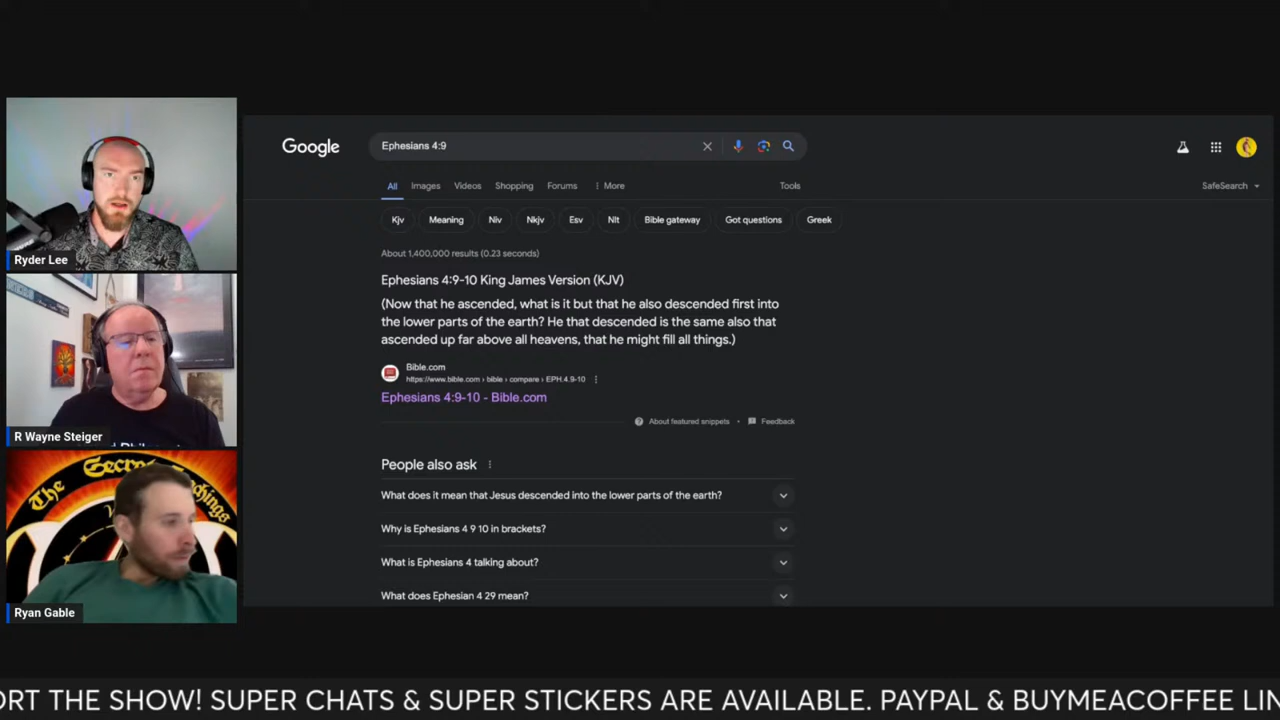 Ryder Lee
R Wayne Steiger
The Secret Teachings
Ryan Gable
Google
Ephesians 4:9
All Images Videos Shopping Forums More Tools SafeSearch
Kjv Meaning Niv Nkjv Esv Nlt Bible gateway Got questions Greek
About 1,400,000 results (0.23 seconds)
Ephesians 4:9-10 King James Version (KJV)
(Now that he ascended, what is it but that he also descended first into
the lower parts of the earth? He that descended is the same also that
ascended up far above all heavens, that he might fill all things.)
Bible.com
https://www.bible.com › bible › compare › EPH.4.9-10
Ephesians 4:9-10 - Bible.com
About featured snippets • Feedback
People also ask
What does it mean that Jesus descended into the lower parts of the earth?
Why is Ephesians 4 9 10 in brackets?
What is Ephesians 4 talking about?
What does Ephesian 4 29 mean?
ORT THE SHOW! SUPER CHATS & SUPER STICKERS ARE AVAILABLE. PAYPAL & BUYMEACOFFEE LIN